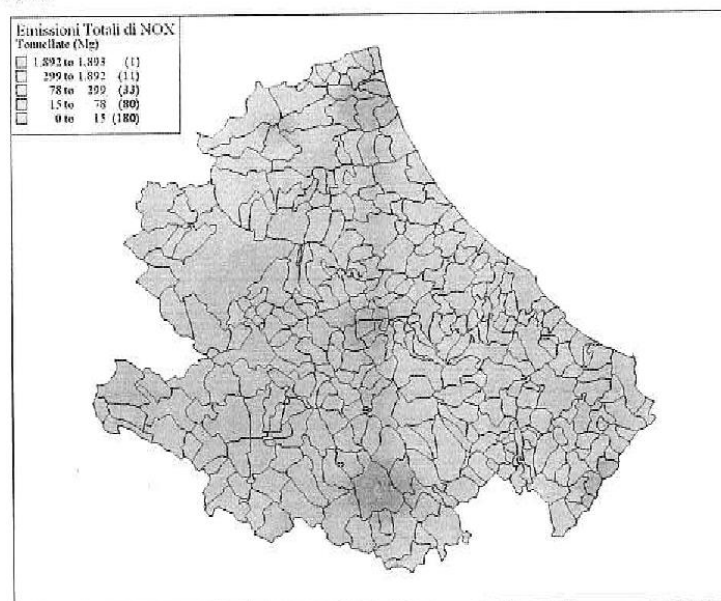 Emissioni Totali di NOX
Tonnellate (Mg)
1.892 to 1.893 (1)
299 to 1.892 (11)
78 to 299 (33)
15 to 78 (80)
0 to 15 (180)